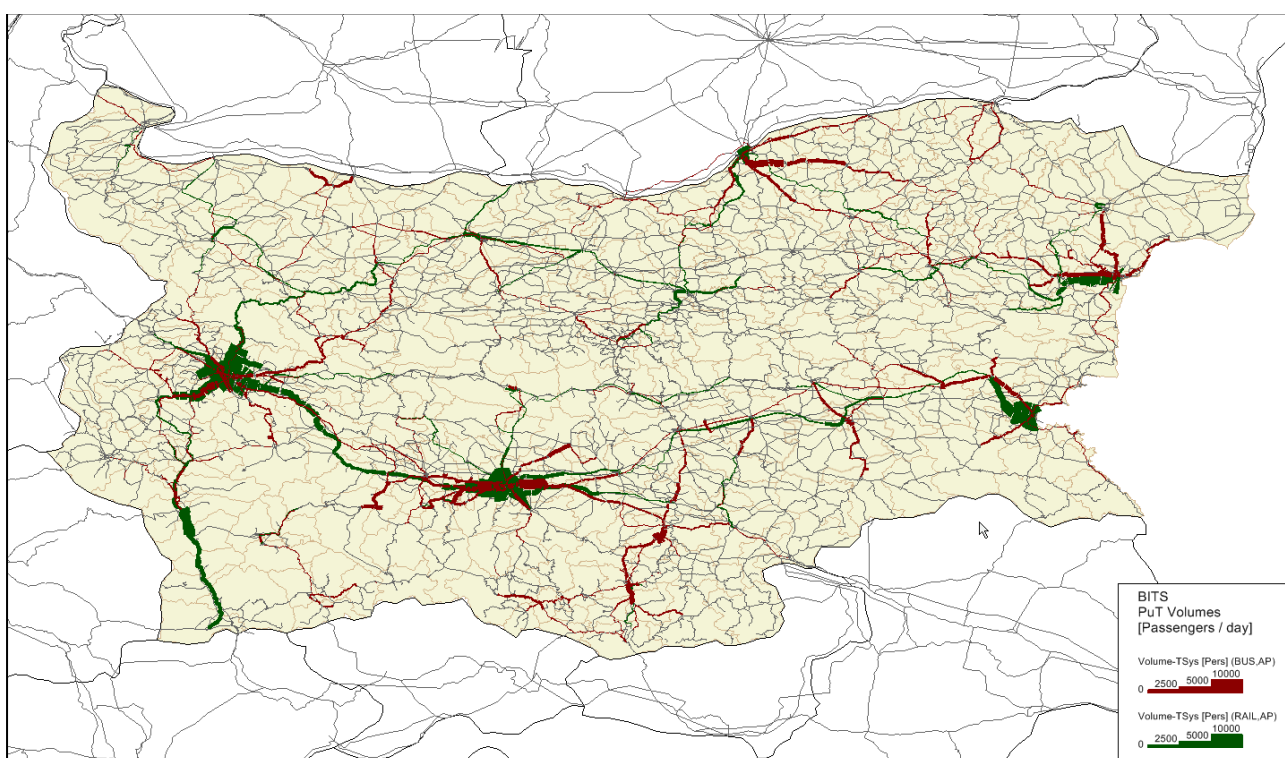 BITS
PuT Volumes
[Passengers / day]
Volume-TSys [Pers] (BUS,AP)
0 2500 5000 10000
Volume-TSys [Pers] (RAIL,AP)
0 2500 5000 10000